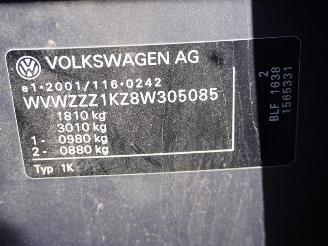 VOLKSWAGEN AG
e1*2001/116*0242
WVWZZZ1KZ8W305085
1810 kg
3010 kg
1- 0980 kg
2- 0880 kg
Typ 1K
2
BLF 1638
1565331